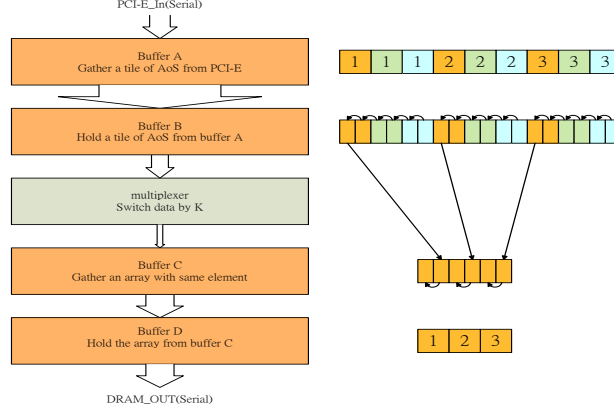 PCI-E_In(Serial)
Buffer A
Gather a tile of AoS from PCI-E
1 1 1 2 2 2 3 3 3
Buffer B
Hold a tile of AoS from buffer A
multiplexer
Switch data by K
Buffer C
Gather an array with same element
Buffer D
Hold the array from buffer C
1 2 3
DRAM_OUT(Serial)